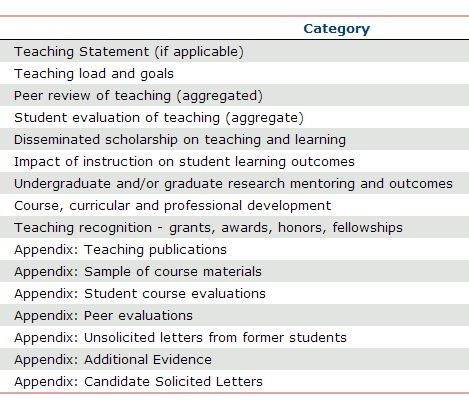 Category
Teaching Statement (if applicable)
Teaching load and goals
Peer review of teaching (aggregated)
Student evaluation of teaching (aggregate)
Disseminated scholarship on teaching and learning
Impact of instruction on student learning outcomes
Undergraduate and/or graduate research mentoring and outcomes
Course, curricular and professional development
Teaching recognition - grants, awards, honors, fellowships
Appendix: Teaching publications
Appendix: Sample of course materials
Appendix: Student course evaluations
Appendix: Peer evaluations
Appendix: Unsolicited letters from former students
Appendix: Additional Evidence
Appendix: Candidate Solicited Letters